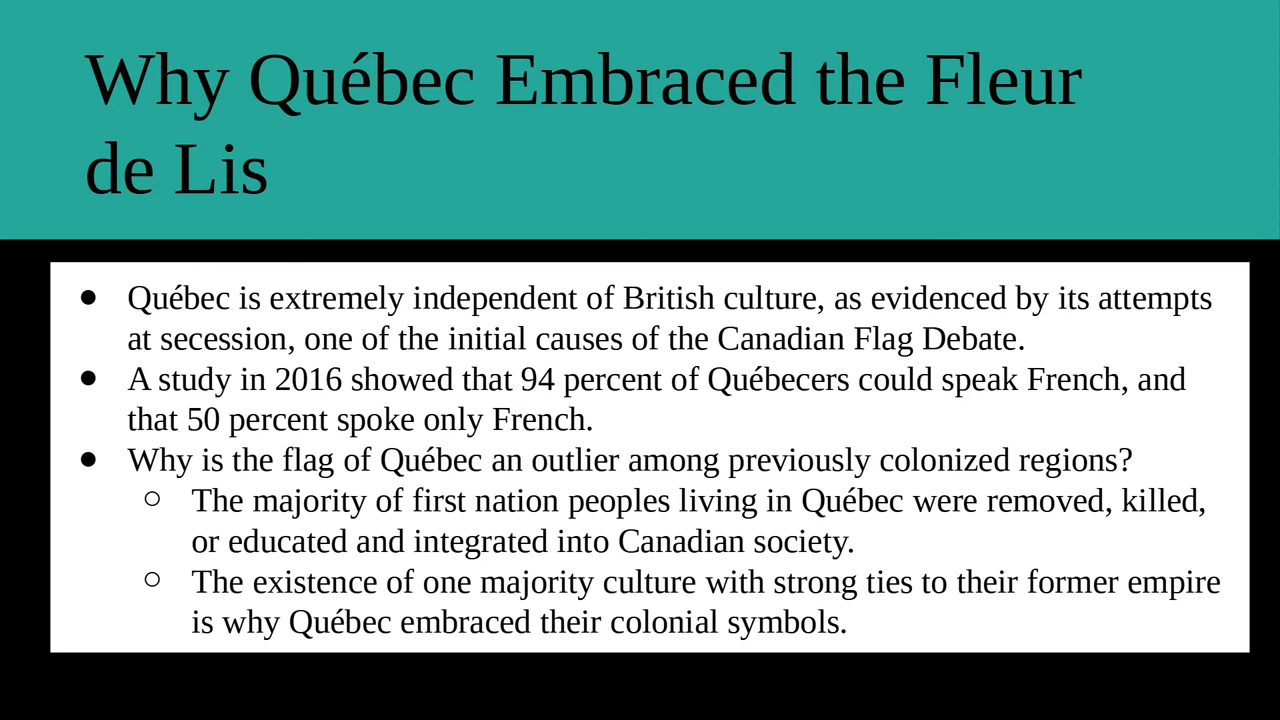 Why Québec Embraced the Fleur
de Lis
● Québec is extremely independent of British culture, as evidenced by its attempts
at secession, one of the initial causes of the Canadian Flag Debate.
● A study in 2016 showed that 94 percent of Québecers could speak French, and
that 50 percent spoke only French.
● Why is the flag of Québec an outlier among previously colonized regions?
○ The majority of first nation peoples living in Québec were removed, killed,
or educated and integrated into Canadian society.
○ The existence of one majority culture with strong ties to their former empire
is why Québec embraced their colonial symbols.